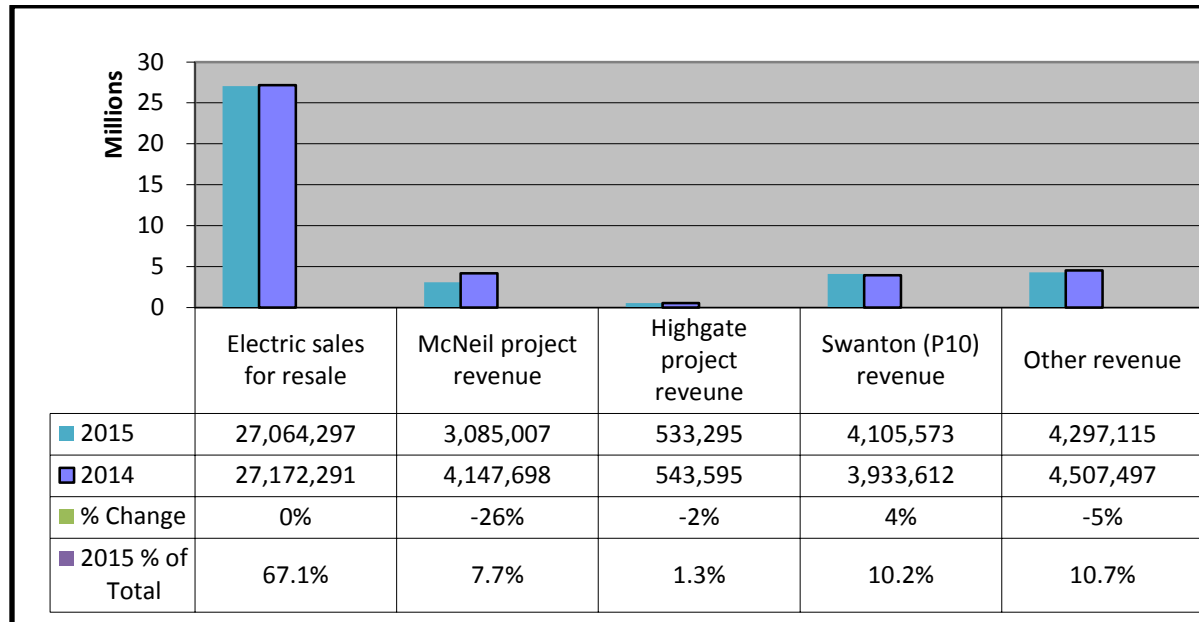 Millions
30
25
20
15
10
5
0
Electric sales
for resale
McNeil project
revenue
Highgate
project
reveune
Swanton (P10)
revenue
Other revenue
2015 27,064,297 3,085,007 533,295 4,105,573 4,297,115
2014 27,172,291 4,147,698 543,595 3,933,612 4,507,497
% Change 0% -26% -2% 4% -5%
2015 % of
Total 67.1% 7.7% 1.3% 10.2% 10.7%